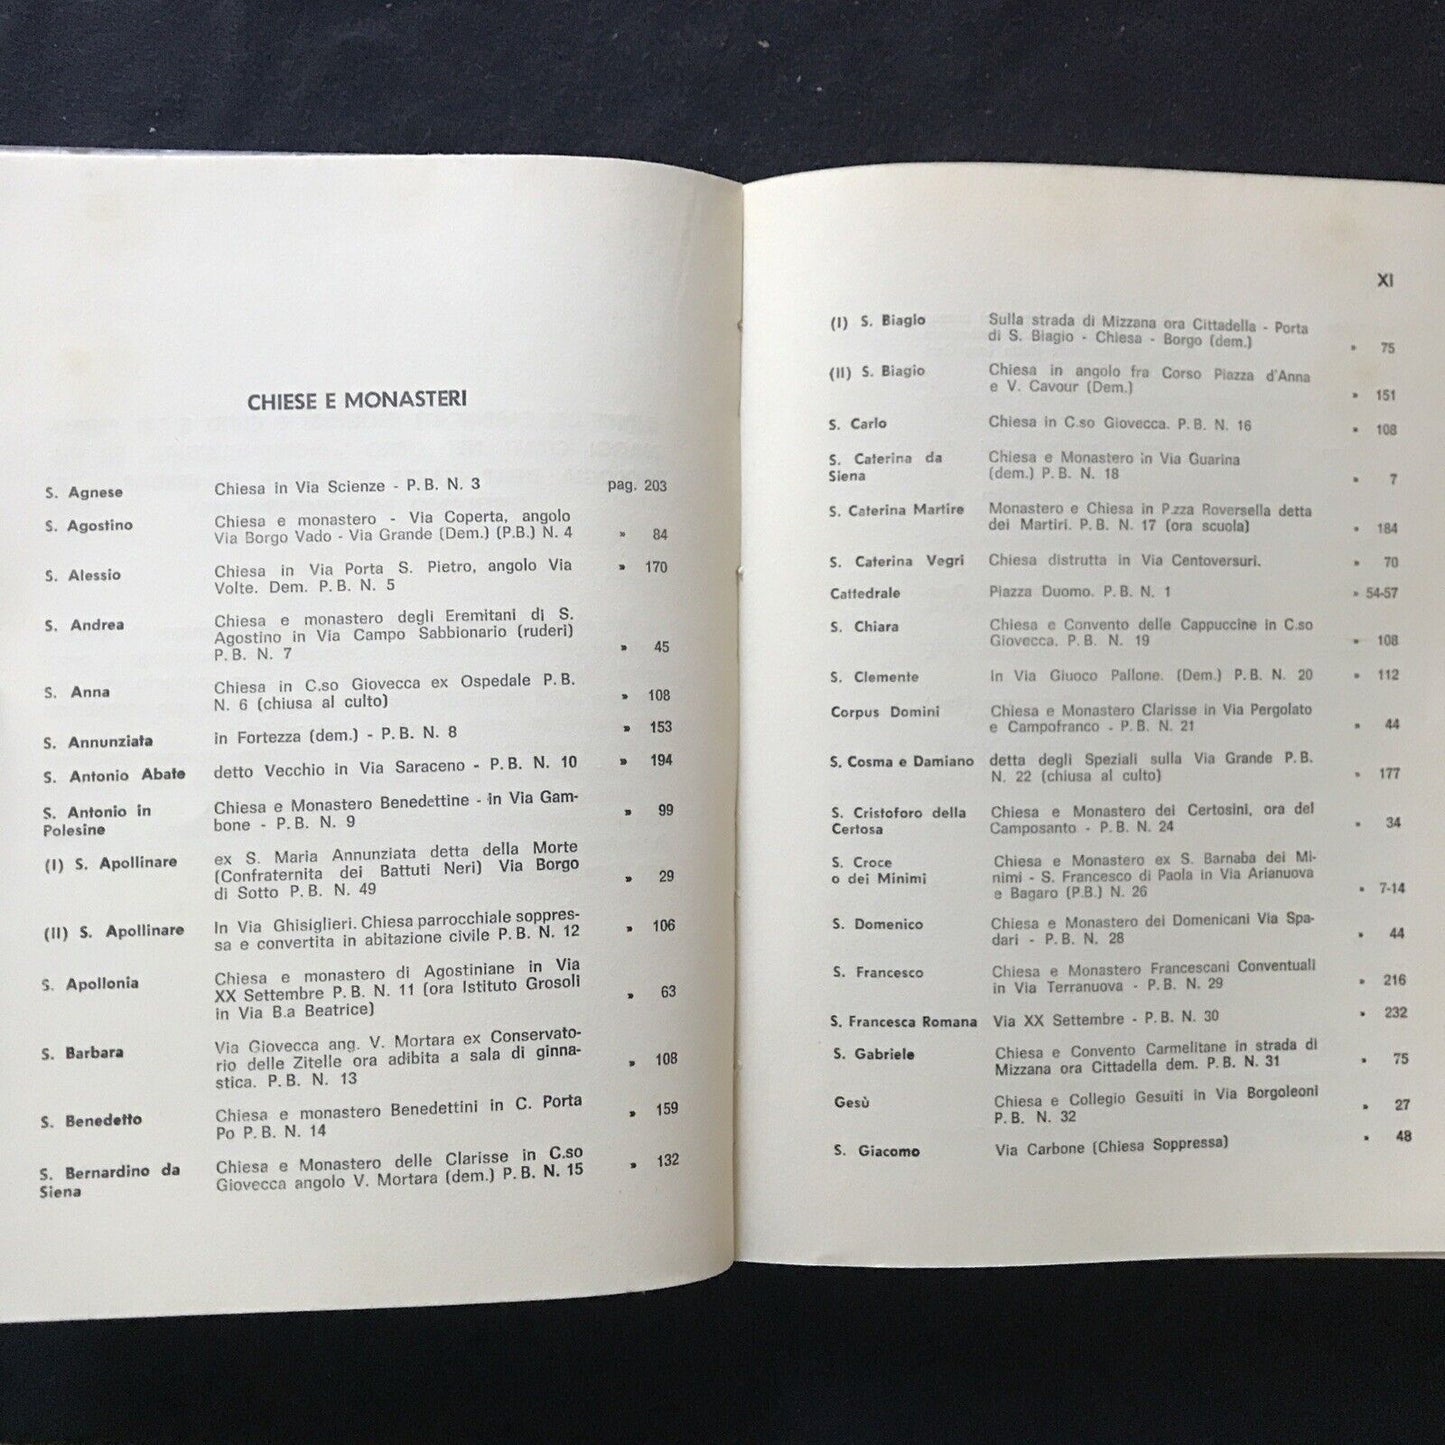 CHIESE E MONASTERI
S. Agnese Chiesa in Via Scienze - P. B. N. 3 pag. 203
S. Agostino Chiesa e monastero - Via Coperta, angolo
Via Borgo Vado - Via Grande (Dem.) (P.B.) N. 4 » 84
S. Alessio Chiesa in Via Porta S. Pietro, angolo Via
Volte. Dem. P. B. N. 5 » 170
S. Andrea Chiesa e monastero degli Eremitani di S.
Agostino in Via Campo Sabbionario (ruderi)
P. B. N. 7 » 45
S. Anna Chiesa in C.so Giovecca ex Ospedale P. B.
N. 6 (chiusa al culto) » 108
S. Annunziata in Fortezza (dem.) - P. B. N. 8 » 153
S. Antonio Abate detto Vecchio in Via Saraceno - P. B. N. 10 » 194
S. Antonio in Chiesa e Monastero Benedettine - in Via Gam-
Polesine bone - P. B. N. 9 » 99
(I) S. Apollinare ex S. Maria Annunziata detta della Morte
(Confraternita dei Battuti Neri) Via Borgo
di Sotto P. B. N. 49 » 29
(II) S. Apollinare In Via Ghisiglieri. Chiesa parrocchiale soppres-
sa e convertita in abitazione civile P. B. N. 12 » 106
S. Apollonia Chiesa e monastero di Agostiniane in Via
XX Settembre P. B. N. 11 (ora Istituto Grosoli
in Via B.a Beatrice) » 63
S. Barbara Via Giovecca ang. V. Mortara ex Conservato-
rio delle Zitelle ora adibita a sala di ginna-
stica. P. B. N. 13 » 108
S. Benedetto Chiesa e monastero Benedettini in C. Porta
Po P. B. N. 14 » 159
S. Bernardino da Chiesa e Monastero delle Clarisse in C.so
Siena Giovecca angolo V. Mortara (dem.) P. B. N. 15 » 132
XI
(I) S. Biagio Sulla strada di Mizzana ora Cittadella - Porta
di S. Biagio - Chiesa - Borgo (dem.) » 75
(II) S. Biagio Chiesa in angolo fra Corso Piazza d'Anna
e V. Cavour (Dem.) » 151
S. Carlo Chiesa in C.so Giovecca. P. B. N. 16 » 108
S. Caterina da Chiesa e Monastero in Via Guarina
Siena (dem.) P. B. N. 18 » 7
S. Caterina Martire Monastero e Chiesa in P.zza Roversella detta
dei Martiri. P. B. N. 17 (ora scuola) » 184
S. Caterina Vegri Chiesa distrutta in Via Centoversuri. » 70
Cattedrale Piazza Duomo. P. B. N. 1 » 54-57
S. Chiara Chiesa e Convento delle Cappuccine in C.so
Giovecca. P. B. N. 19 » 108
S. Clemente In Via Giuoco Pallone. (Dem.) P. B. N. 20 » 112
Corpus Domini Chiesa e Monastero Clarisse in Via Pergolato
e Campofranco - P. B. N. 21 » 44
S. Cosma e Damiano detta degli Speziali sulla Via Grande P. B.
N. 22 (chiusa al culto) » 177
S. Cristoforo della Chiesa e Monastero dei Certosini, ora del
Certosa Camposanto - P. B. N. 24 » 34
S. Croce Chiesa e Monastero ex S. Barnaba dei Mi-
o dei Minimi nimi - S. Francesco di Paola in Via Arianuova
e Bagaro (P.B.) N. 26 » 7-14
S. Domenico Chiesa e Monastero dei Domenicani Via Spa-
dari - P. B. N. 28 » 44
S. Francesco Chiesa e Monastero Francescani Conventuali
in Via Terranuova - P. B. N. 29 » 216
S. Francesca Romana Via XX Settembre - P. B. N. 30 » 232
S. Gabriele Chiesa e Convento Carmelitane in strada di
Mizzana ora Cittadella dem. P. B. N. 31 » 75
Gesù Chiesa e Collegio Gesuiti in Via Borgoleoni
P. B. N. 32 » 27
S. Giacomo Via Carbone (Chiesa Soppressa) » 48